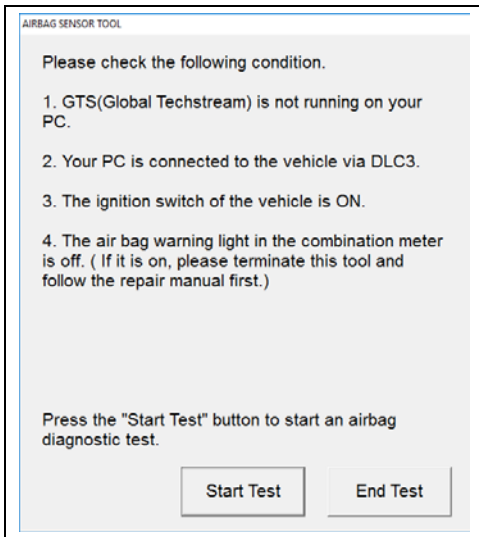 AIRBAG SENSOR TOOL
Please check the following condition.
1. GTS(Global Techstream) is not running on your
PC.
2. Your PC is connected to the vehicle via DLC3.
3. The ignition switch of the vehicle is ON.
4. The air bag warning light in the combination meter
is off. ( If it is on, please terminate this tool and
follow the repair manual first.)
Press the "Start Test" button to start an airbag
diagnostic test.
Start Test
End Test